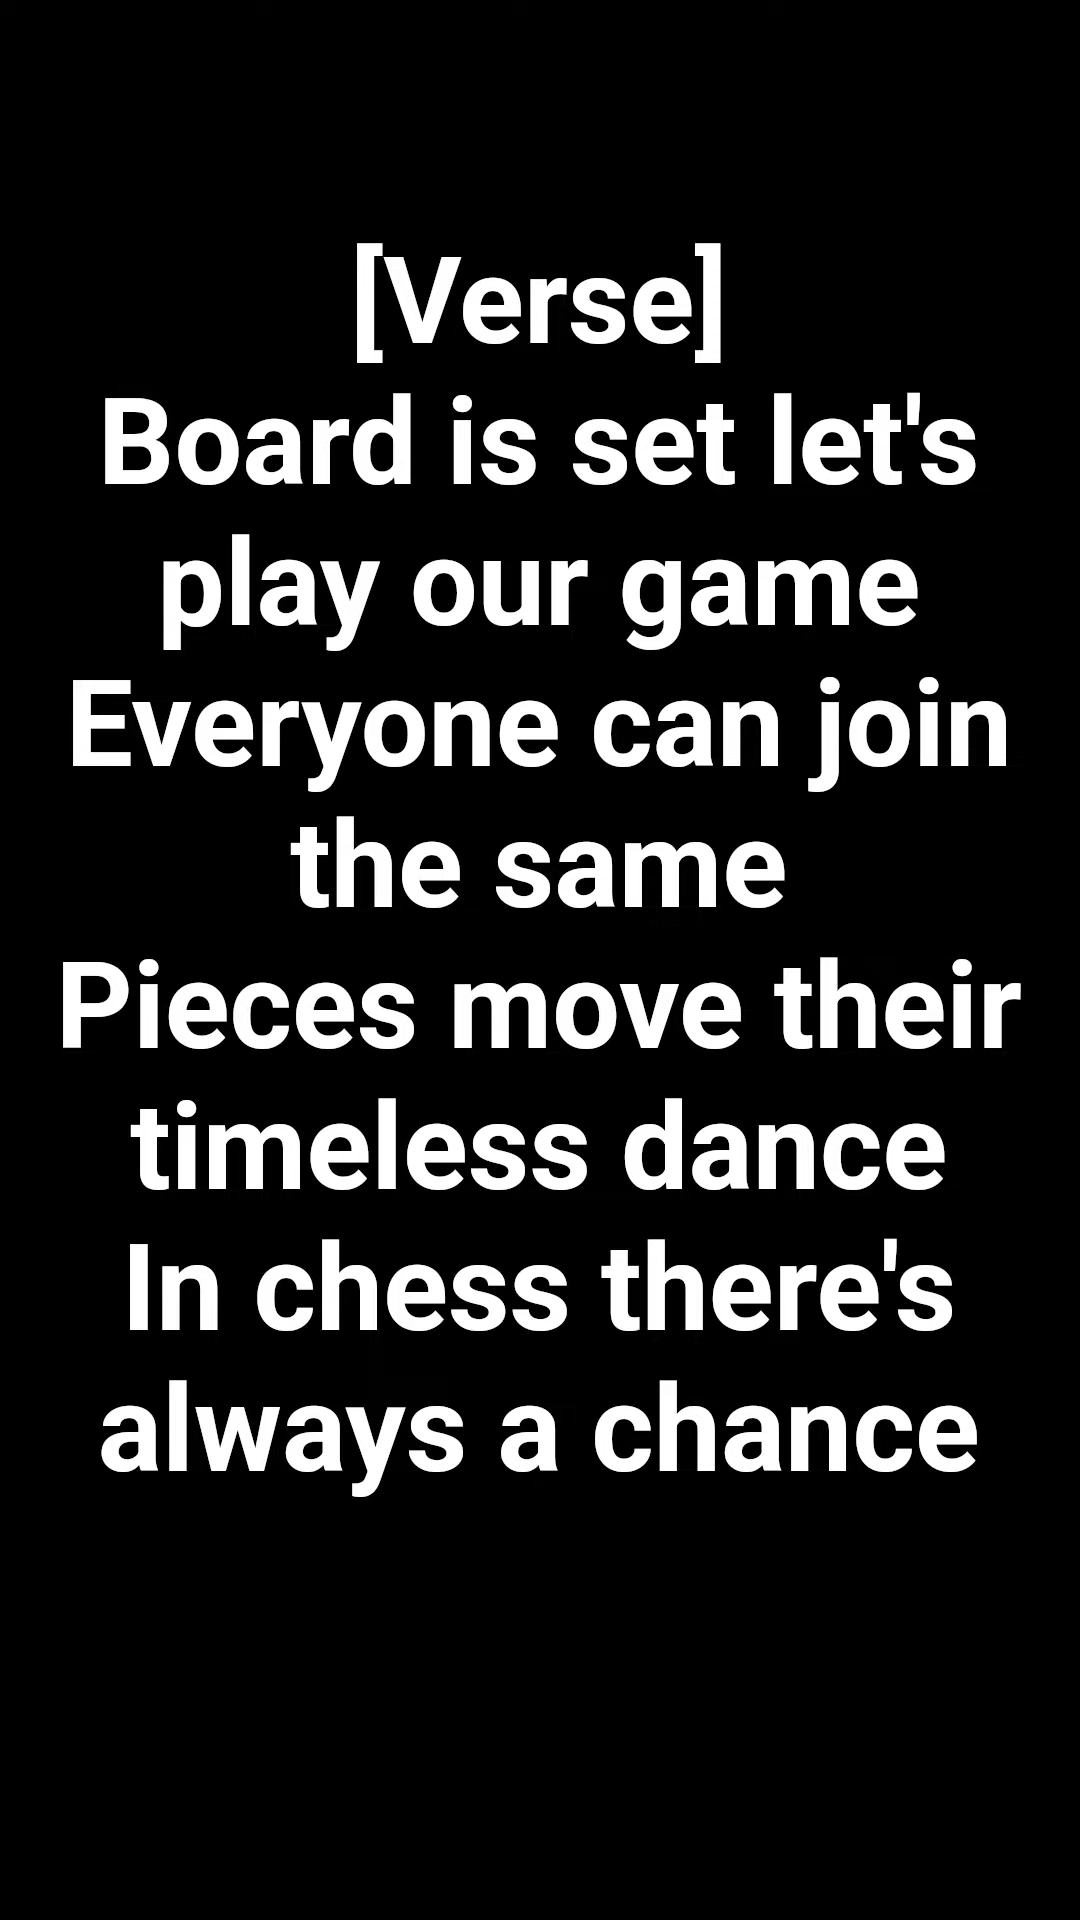 [Verse]
Board is set let's
play our game
Everyone can join
the same
Pieces move their
timeless dance
In chess there's
always a chance